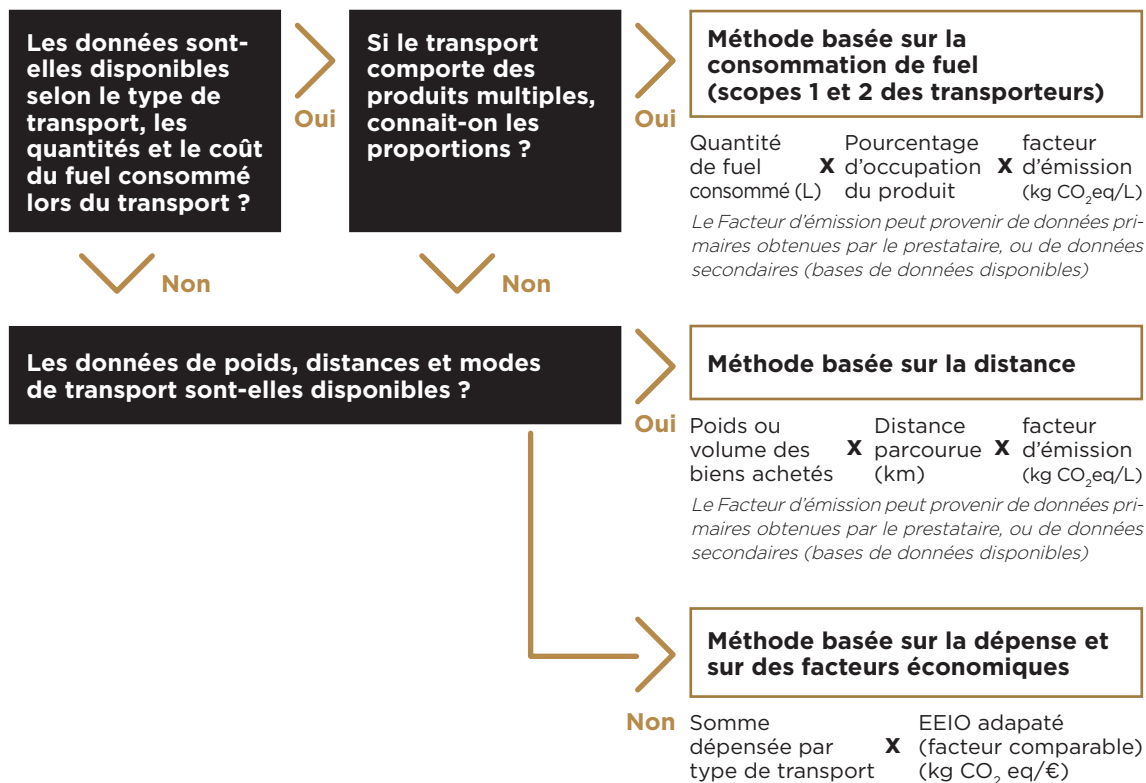 Les données sont-
elles disponibles
selon le type de
transport, les
quantités et le coût
du fuel consommé
lors du transport ?
Oui
Si le transport
comporte des
produits multiples,
connait-on les
proportions ?
Oui
Méthode basée sur la
consommation de fuel
(scopes 1 et 2 des transporteurs)
Quantité
de fuel
consommé (L)
x
Pourcentage
d'occupation
du produit
x
facteur
d'émission
(kg CO₂eq/L)
Le Facteur d'émission peut provenir de données pri-
maires obtenues par le prestataire, ou de données
secondaires (bases de données disponibles)
Non
Non
Les données de poids, distances et modes
de transport sont-elles disponibles ?
Oui
Méthode basée sur la distance
Poids ou
volume des
biens achetés
x
Distance
parcourue
(km)
x
facteur
d'émission
(kg CO₂eq/L)
Le Facteur d'émission peut provenir de données pri-
maires obtenues par le prestataire, ou de données
secondaires (bases de données disponibles)
Méthode basée sur la dépense et
sur des facteurs économiques
Non
Somme
dépensée par
type de transport
x
EEIO adapaté
(facteur comparable)
(kg CO₂ eq/€)